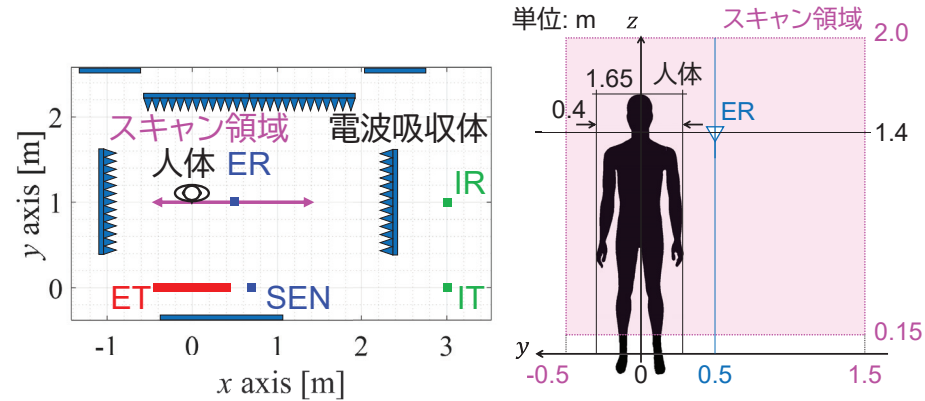 2
スキャン領域
電波吸収体
人体
ER
IR
1
y axis [m]
0
ET
SEN
IT
-1
0
1
2
3
x axis [m]
単位: m
z
スキャン領域
2.0
1.65
人体
0.4
ER
1.4
0.15
y
-0.5
0
0.5
1.5